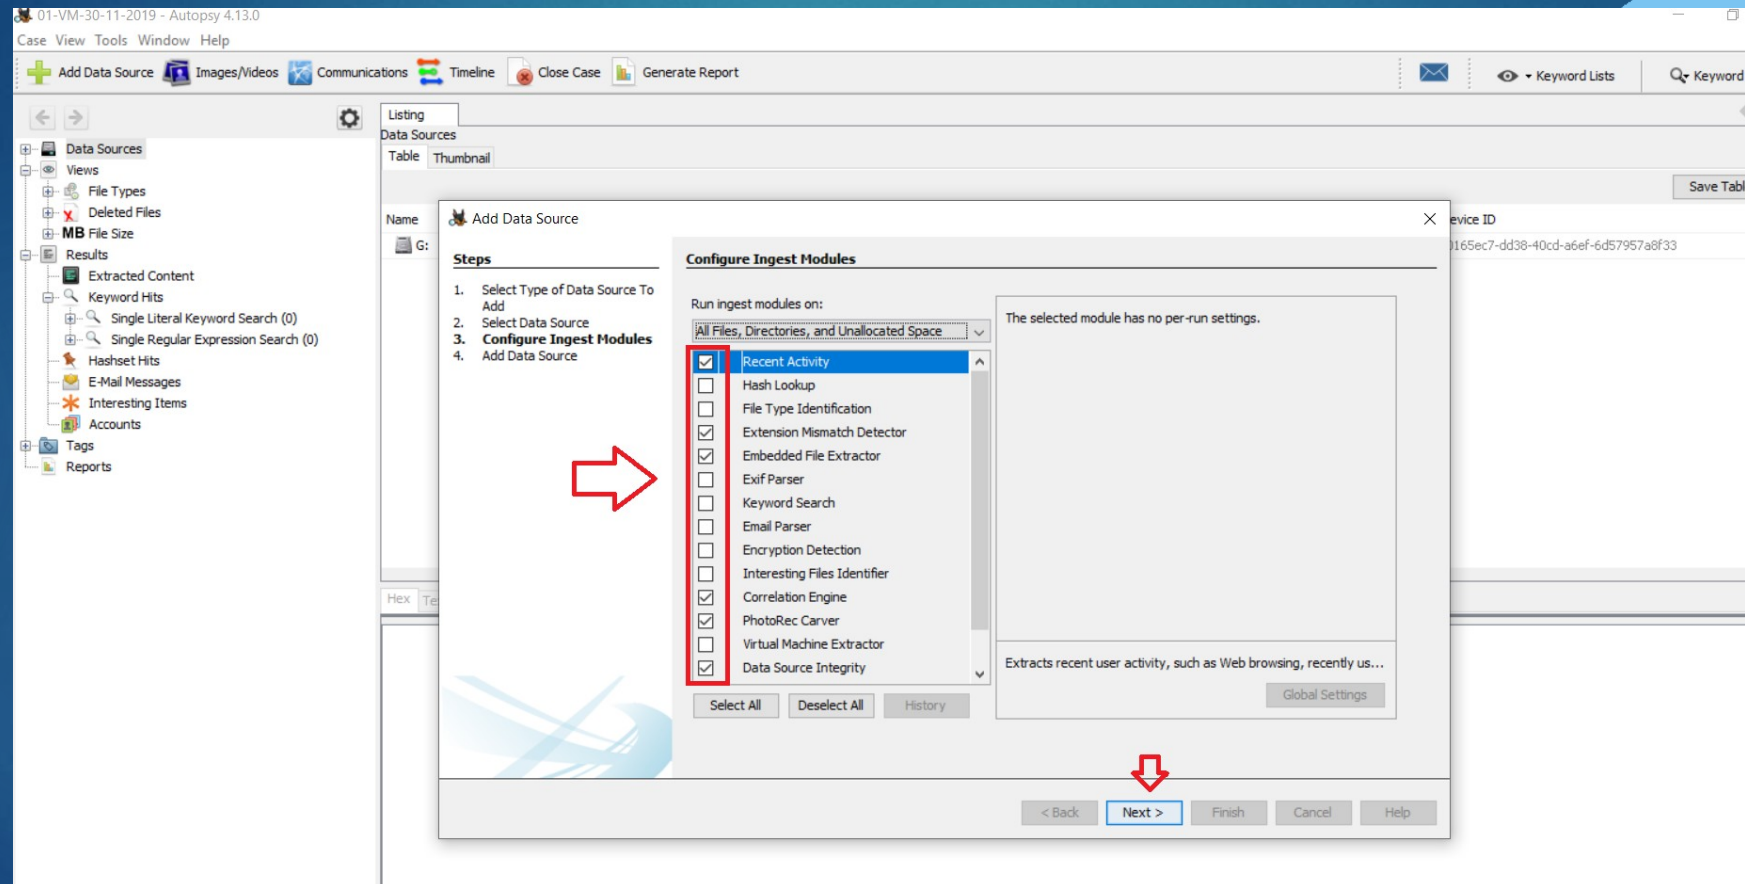 01-VM-30-11-2019 - Autopsy 4.13.0
Case View Tools Window Help
Add Data Source Images/Videos Communications Timeline Close Case Generate Report Keyword Lists Keyword
Listing
Data Sources
Table Thumbnail
Save Tabl
Name evice ID
G: 165ec7-dd38-40cd-a6ef-6d57957a8f33
Data Sources
Views
File Types
Deleted Files
MB File Size
Results
Extracted Content
Keyword Hits
Single Literal Keyword Search (0)
Single Regular Expression Search (0)
Hashset Hits
E-Mail Messages
Interesting Items
Accounts
Tags
Reports
Hex Te
Add Data Source
Steps
1. Select Type of Data Source To
Add
2. Select Data Source
3. Configure Ingest Modules
4. Add Data Source
Configure Ingest Modules
Run ingest modules on:
All Files, Directories, and Unallocated Space
Recent Activity
Hash Lookup
File Type Identification
Extension Mismatch Detector
Embedded File Extractor
Exif Parser
Keyword Search
Email Parser
Encryption Detection
Interesting Files Identifier
Correlation Engine
PhotoRec Carver
Virtual Machine Extractor
Data Source Integrity
Select All Deselect All History
The selected module has no per-run settings.
Extracts recent user activity, such as Web browsing, recently us...
Global Settings
< Back Next > Finish Cancel Help